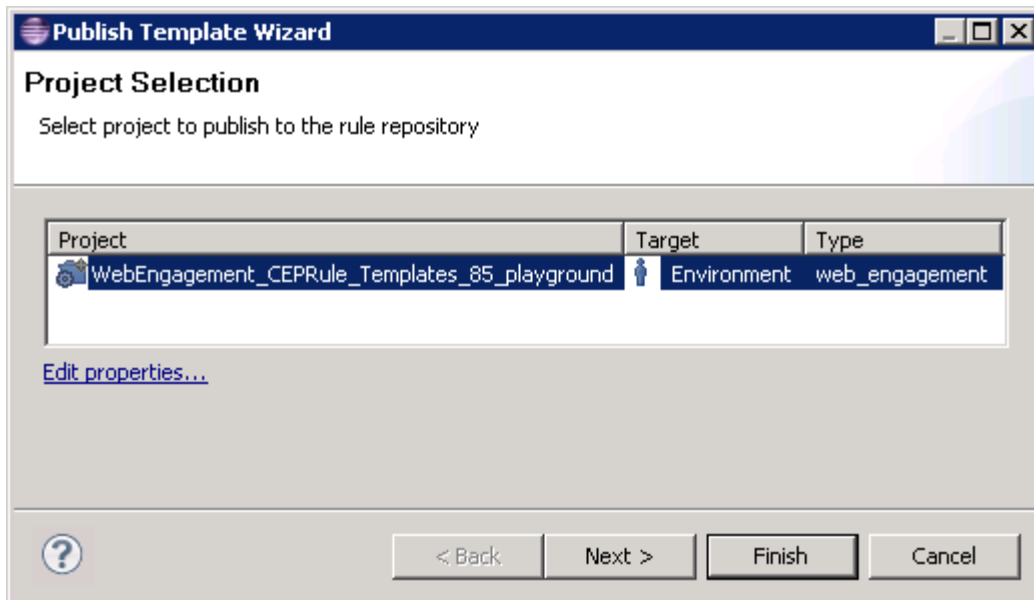 Publish Template Wizard
Project Selection
Select project to publish to the rule repository
Project Target Type
WebEngagement_CEPRule_Templates_85_playground Environment web_engagement
Edit properties...
? < Back Next > Finish Cancel